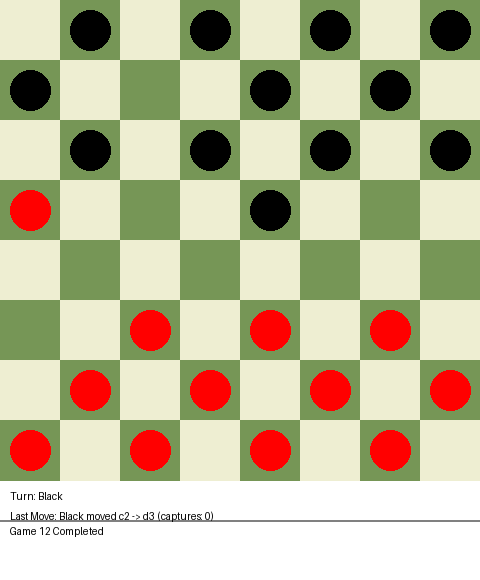 Turn: Black
Last Move: Black moved c2 -> d3 (captures: 0)
Game 12 Completed